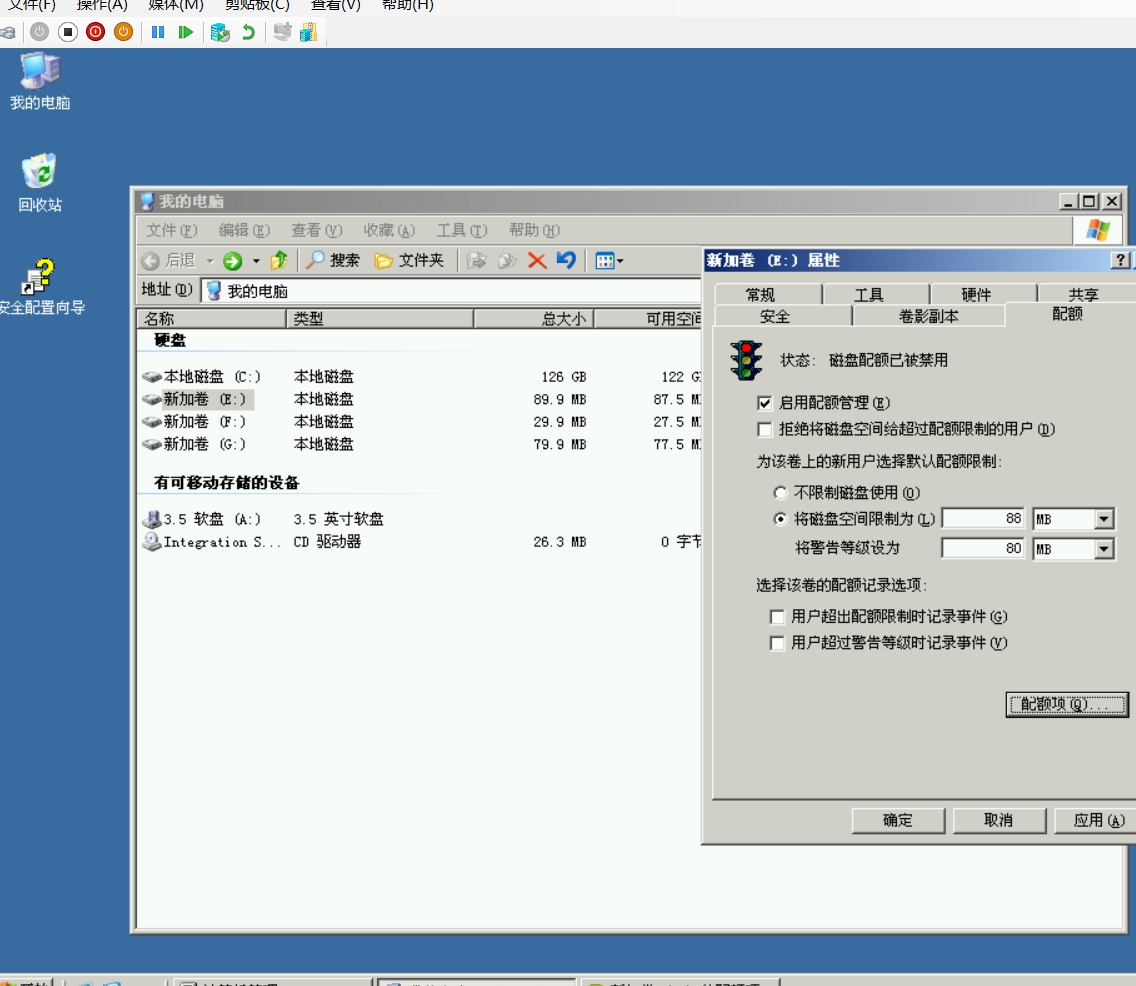 文件(F) 操作(A) 媒体(M) 剪贴板(C) 查看(V) 帮助(H)
我的电脑
回收站
安全配置向导
我的电脑
文件(F) 编辑(E) 查看(V) 收藏(A) 工具(T) 帮助(H)
后退 搜索 文件夹
地址(D) 我的电脑
名称 类型 总大小 可用空间
硬盘
本地磁盘 (C:) 本地磁盘 126 GB 122 G
新加卷 (E:) 本地磁盘 89.9 MB 87.5 M
新加卷 (F:) 本地磁盘 29.9 MB 27.5 M
新加卷 (G:) 本地磁盘 79.9 MB 77.5 M
有可移动存储的设备
3.5 软盘 (A:) 3.5 英寸软盘
Integration S... CD 驱动器 26.3 MB 0 字节
新加卷 (E:) 属性
常规 工具 硬件 共享
安全 卷影副本 配额
状态: 磁盘配额已被禁用
启用配额管理(E)
拒绝将磁盘空间给超过配额限制的用户(D)
为该卷上的新用户选择默认配额限制:
不限制磁盘使用(O)
将磁盘空间限制为(L) 88 MB
将警告等级设为 80 MB
选择该卷的配额记录选项:
用户超出配额限制时记录事件(G)
用户超过警告等级时记录事件(V)
配额项(Q)...
确定 取消 应用(A)